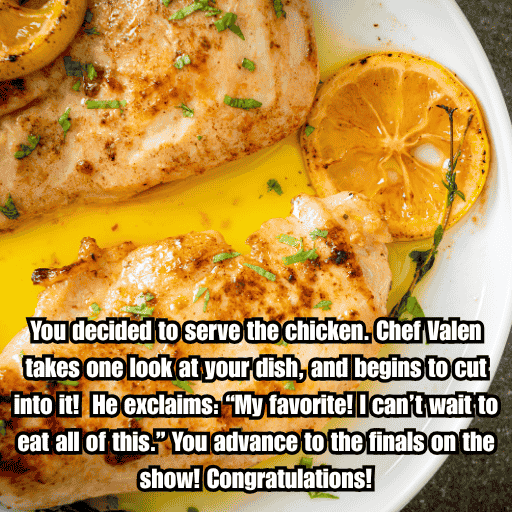 You decided to serve the chicken. Chef Valen
takes one look at your dish, and begins to cut
into it!  He exclaims: “My favorite! I can’t wait to
eat all of this.” You advance to the finals on the
show! Congratulations!